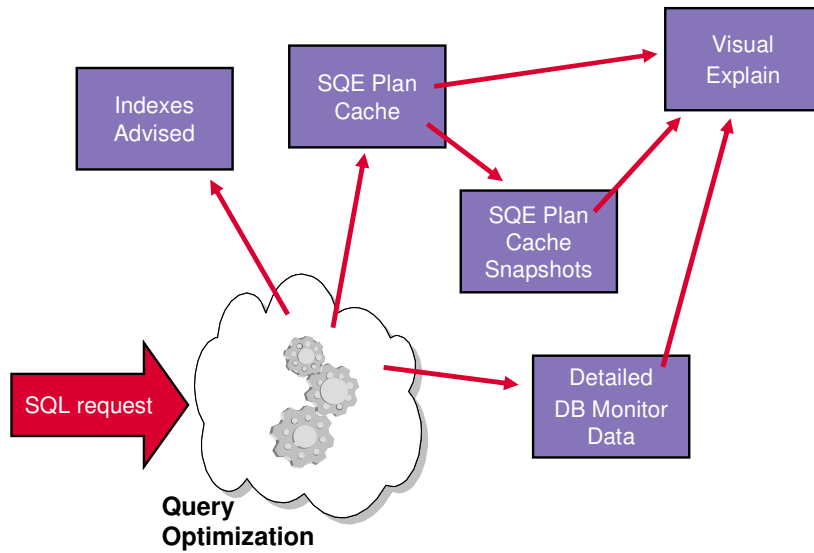 Visual
Explain
SQE Plan
Cache
Indexes
Advised
SQE Plan
Cache
Snapshots
SQL request
Detailed
DB Monitor
Data
Query
Optimization